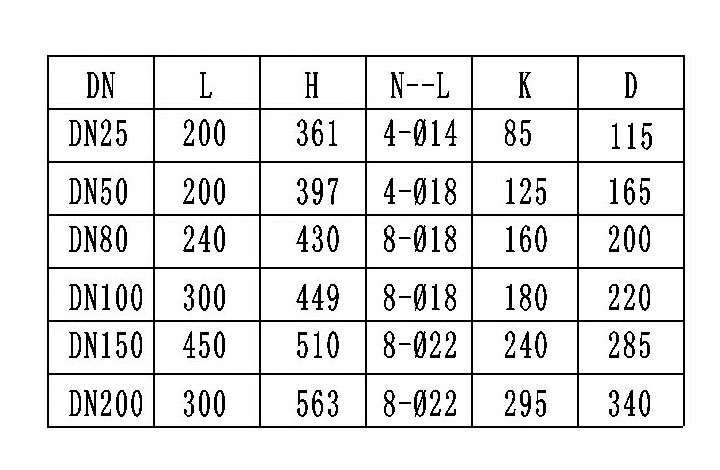 DN L H N--L K D
DN25 200 361 4-Ø14 85 115
DN50 200 397 4-Ø18 125 165
DN80 240 430 8-Ø18 160 200
DN100 300 449 8-Ø18 180 220
DN150 450 510 8-Ø22 240 285
DN200 300 563 8-Ø22 295 340